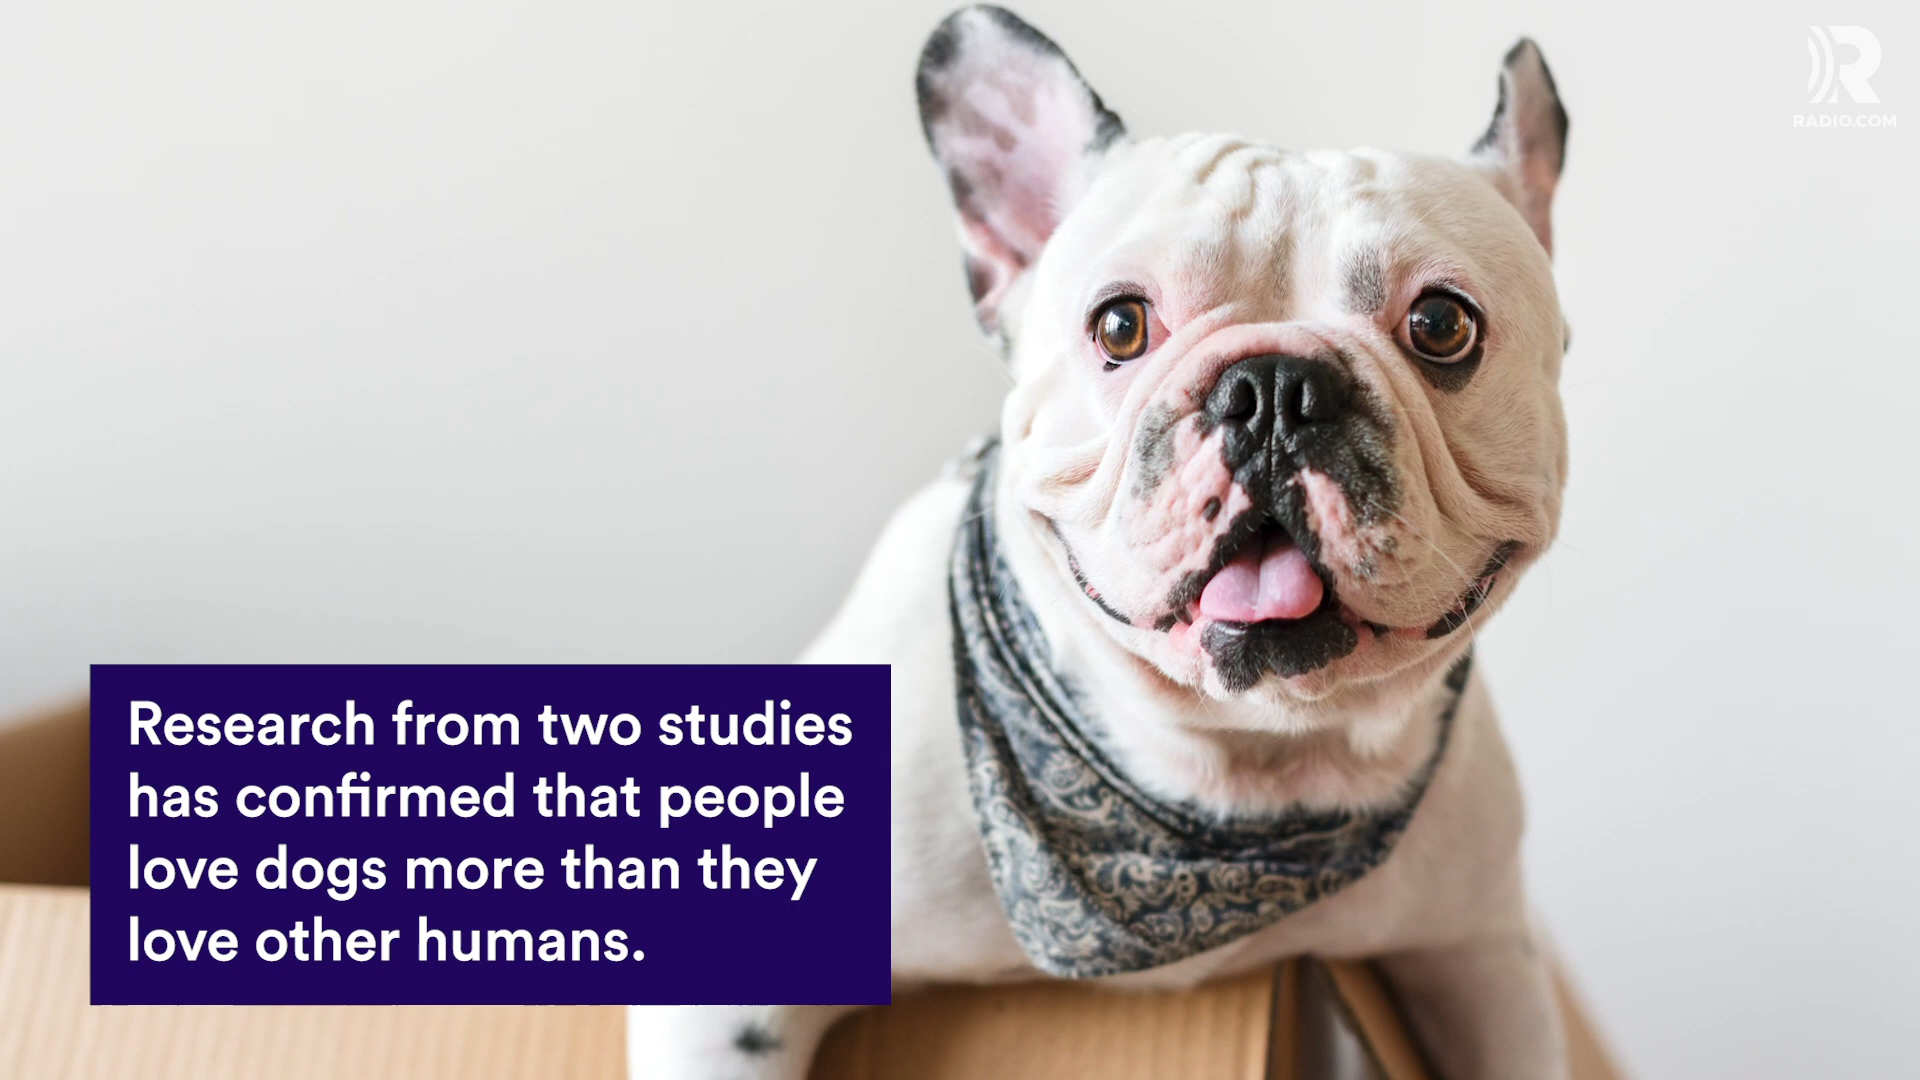 RADIO.COM
Research from two studies
has confirmed that people
love dogs more than they
love other humans.